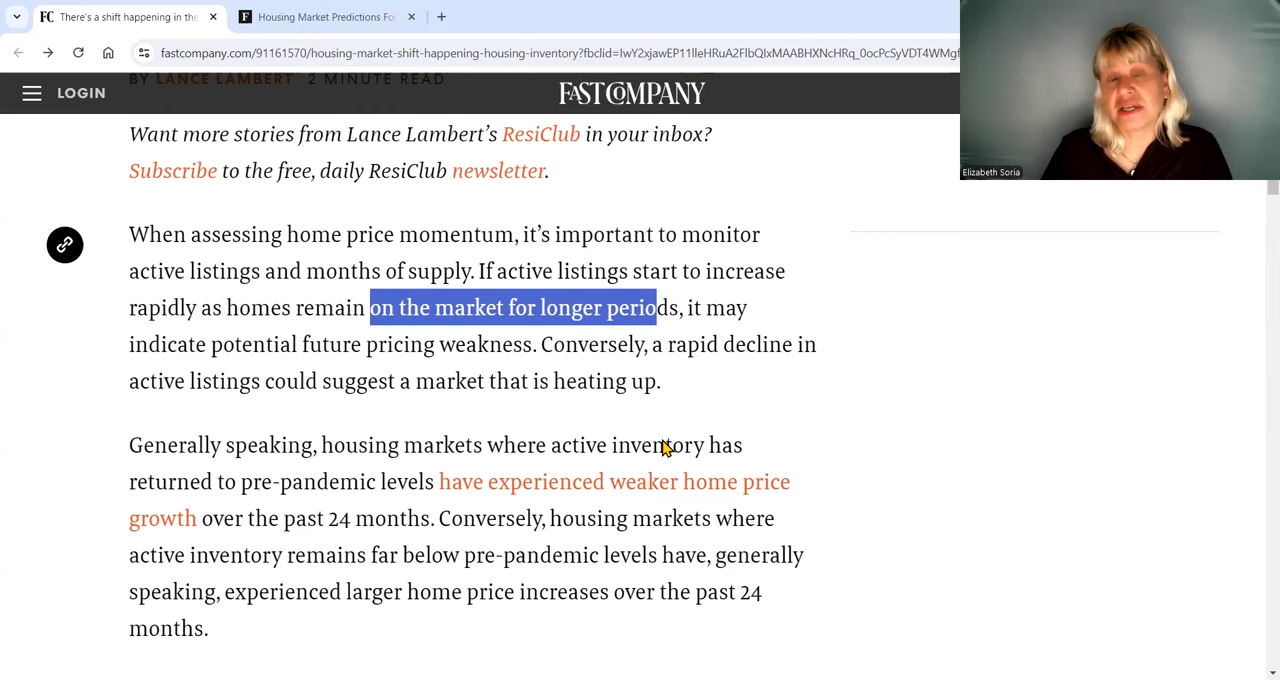 There's a shift happening in the
Housing Market Predictions Fo
fastcompany.com/91161570/housing-market-shift-happening-housing-inventory?fbclid=IwY2xjawEP11lleHRuA2FlbQIxMAABHXNcHRq_0ocPcSyVDT4WMgf
BY LANCE LAMBERT 2 MINUTE READ
LOGIN
FAST COMPANY
Want more stories from Lance Lambert's ResiClub in your inbox?
Subscribe to the free, daily ResiClub newsletter.
When assessing home price momentum, it's important to monitor
active listings and months of supply. If active listings start to increase
rapidly as homes remain on the market for longer periods, it may
indicate potential future pricing weakness. Conversely, a rapid decline in
active listings could suggest a market that is heating up.
Generally speaking, housing markets where active inventory has
returned to pre-pandemic levels have experienced weaker home price
growth over the past 24 months. Conversely, housing markets where
active inventory remains far below pre-pandemic levels have, generally
speaking, experienced larger home price increases over the past 24
months.
Elizabeth Soria